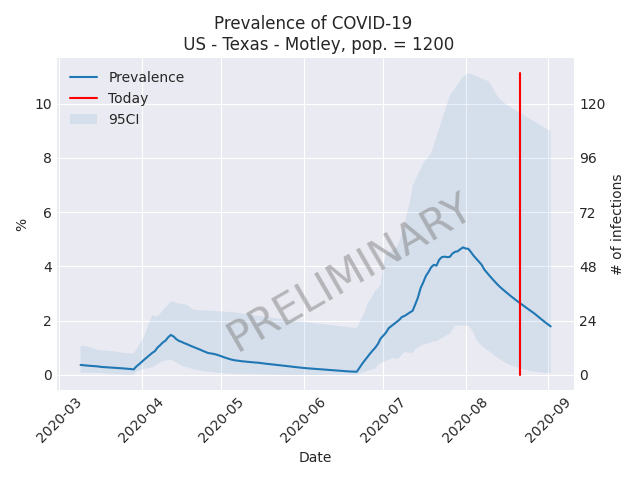 Prevalence of COVID-19
US - Texas - Motley, pop. = 1200
Prevalence
Today
95CI
%
10
8
6
4
2
0
# of infections
120
96
72
48
24
0
PRELIMINARY
2020-03
2020-04
2020-05
2020-06
2020-07
2020-08
2020-09
Date